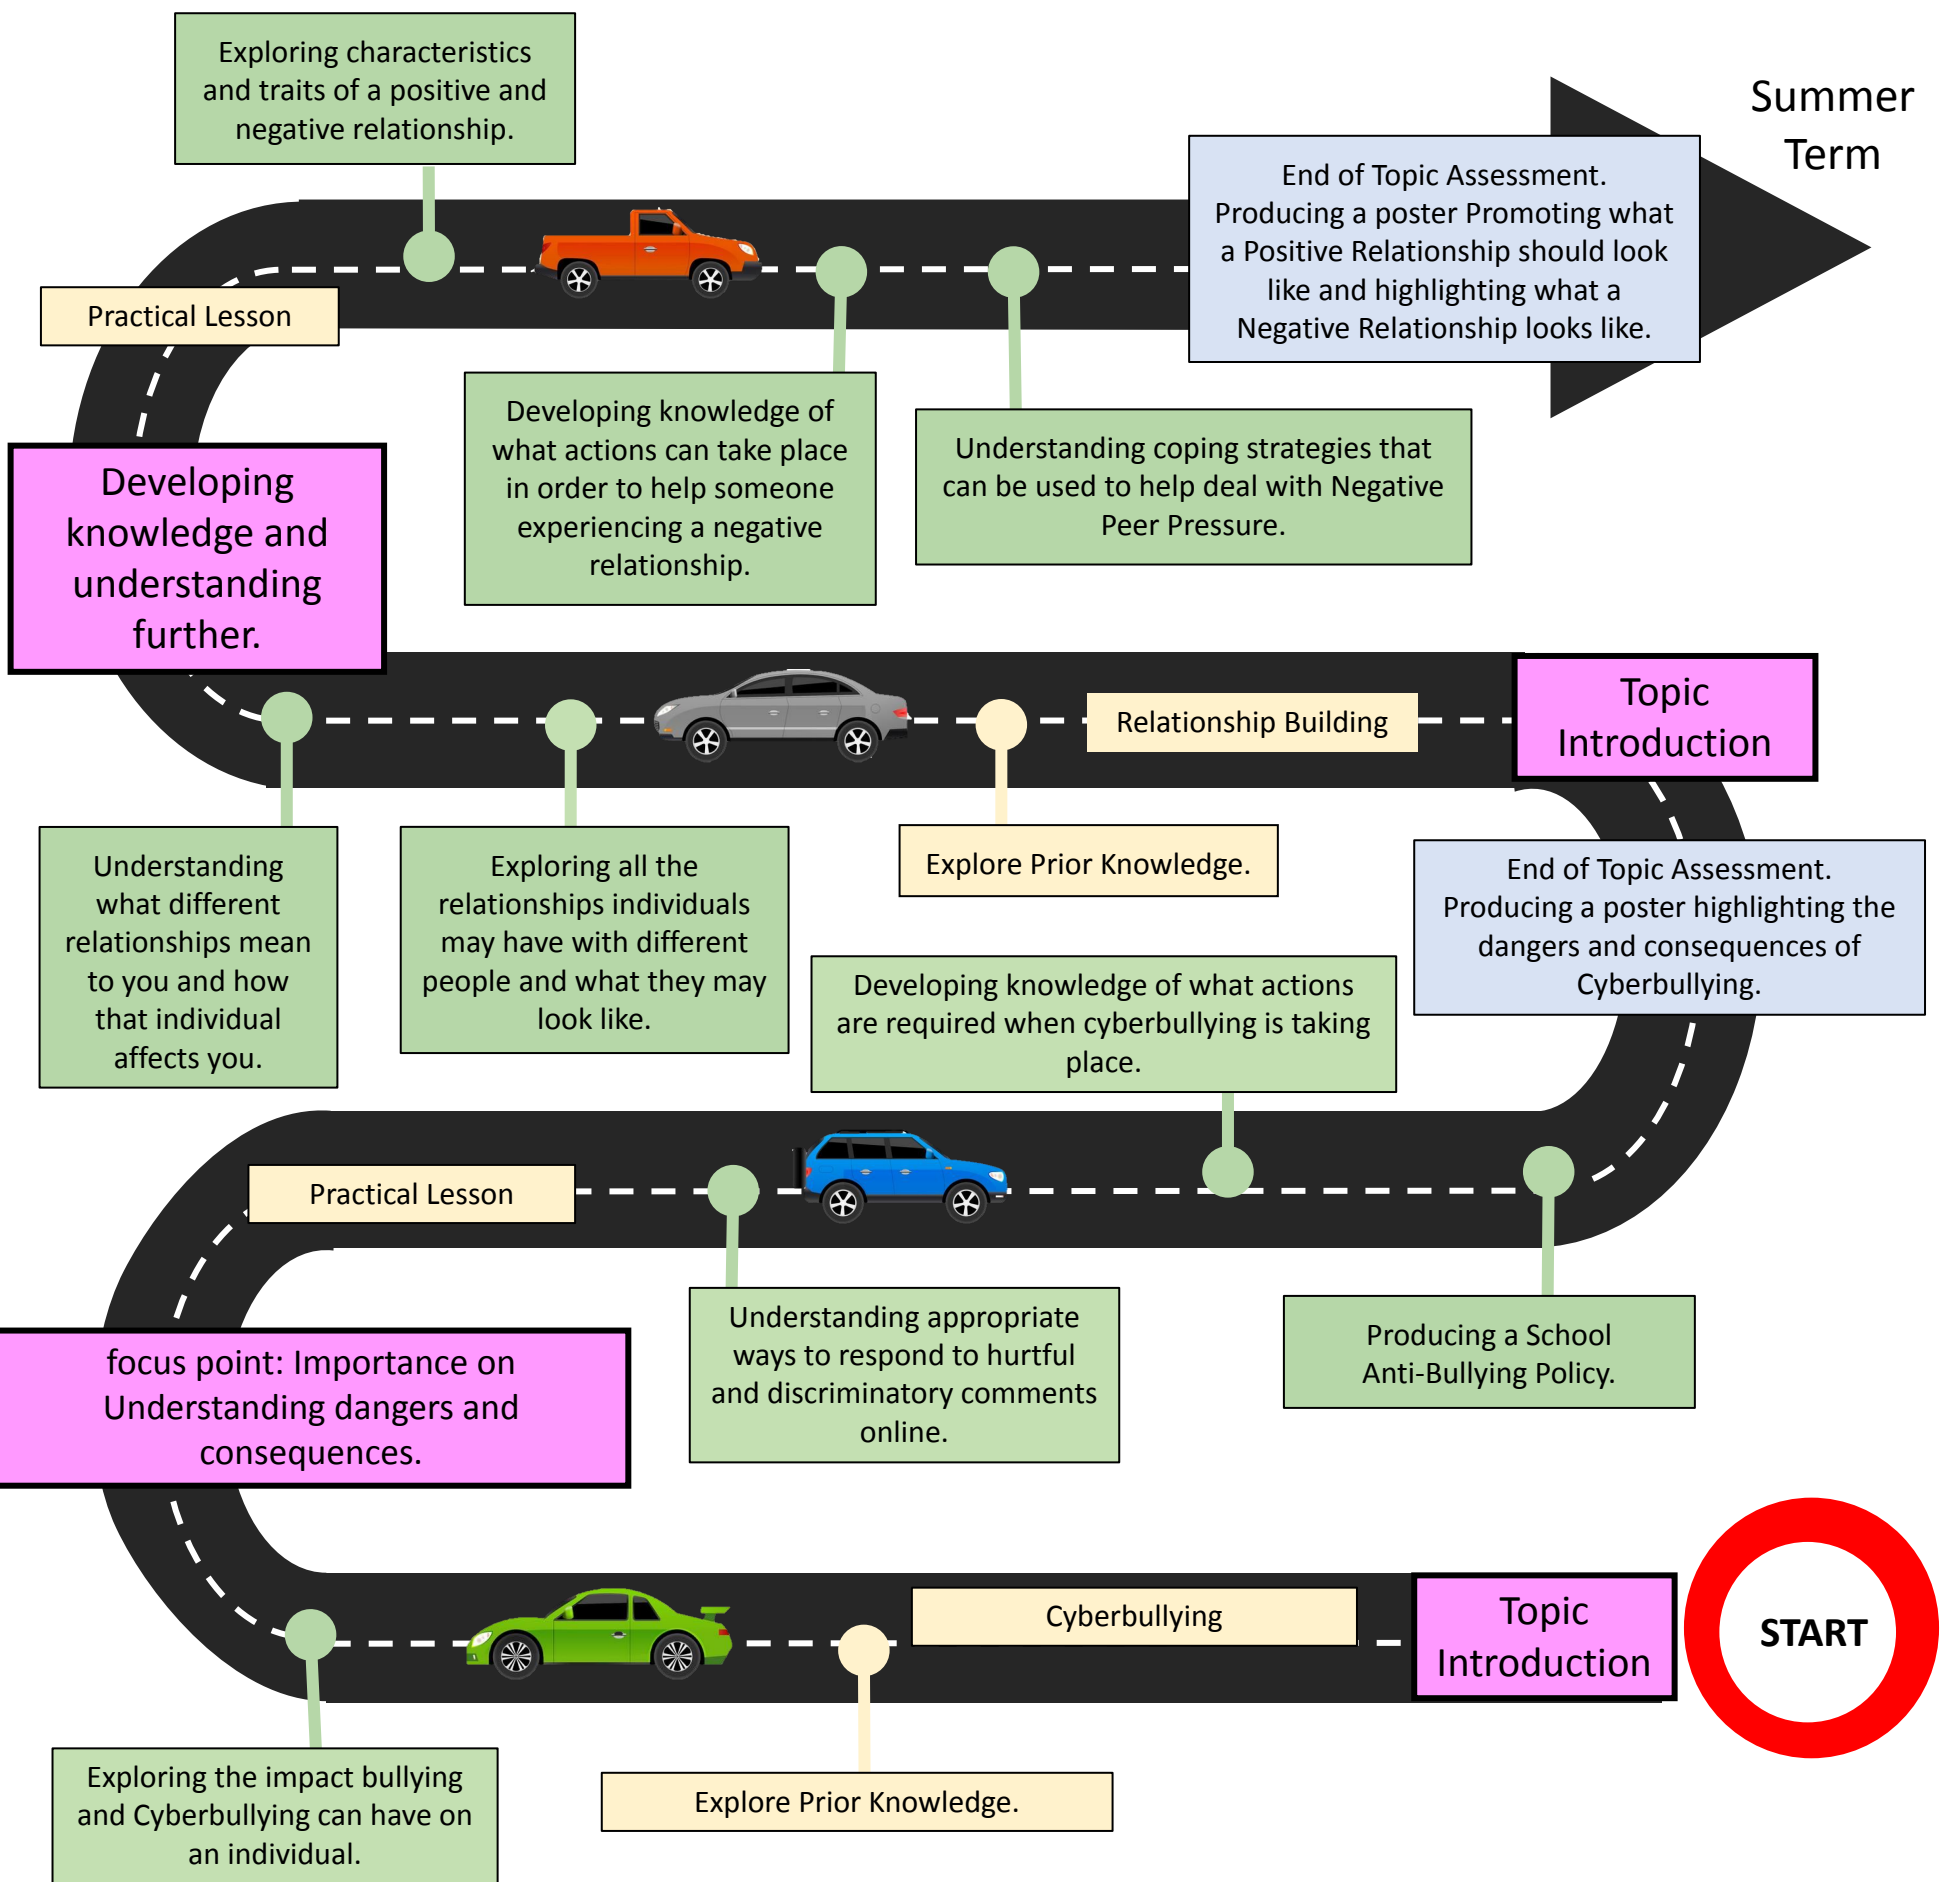 Exploring characteristics
and traits of a positive and
negative relationship.
Summer
Term
End of Topic Assessment.
Producing a poster Promoting what
a Positive Relationship should look
like and highlighting what a
Negative Relationship looks like.
Practical Lesson
Developing knowledge of
what actions can take place
in order to help someone
experiencing a negative
relationship.
Understanding coping strategies that
can be used to help deal with Negative
Peer Pressure.
Developing
knowledge and
understanding
further.
Relationship Building
Topic
Introduction
Understanding
what different
relationships mean
to you and how
that individual
affects you.
Exploring all the
relationships individuals
may have with different
people and what they may
look like.
Explore Prior Knowledge.
End of Topic Assessment.
Producing a poster highlighting the
dangers and consequences of
Cyberbullying.
Developing knowledge of what actions
are required when cyberbullying is taking
place.
Practical Lesson
Understanding appropriate
ways to respond to hurtful
and discriminatory comments
online.
Producing a School
Anti-Bullying Policy.
focus point: Importance on
Understanding dangers and
consequences.
Cyberbullying
Topic
Introduction
START
Exploring the impact bullying
and Cyberbullying can have on
an individual.
Explore Prior Knowledge.